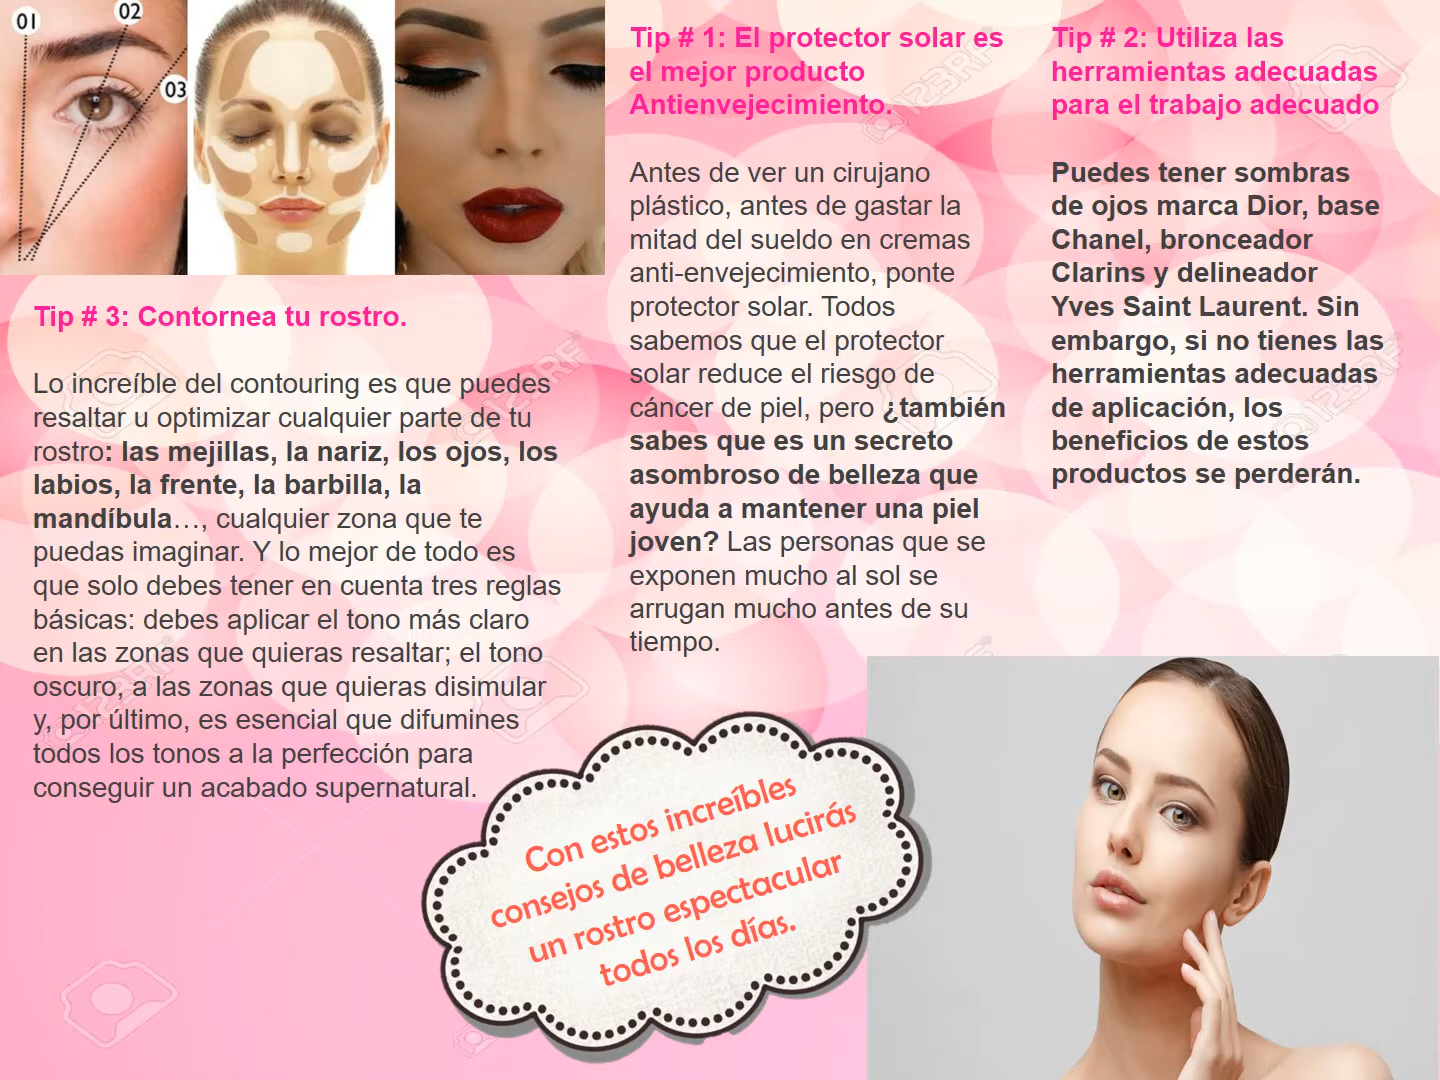 01
02
03
Tip # 1: El protector solar es
el mejor producto
Antienvejecimiento.
Antes de ver un cirujano
plástico, antes de gastar la
mitad del sueldo en cremas
anti-envejecimiento, ponte
protector solar. Todos
sabemos que el protector
solar reduce el riesgo de
cáncer de piel, pero ¿también
sabes que es un secreto
asombroso de belleza que
ayuda a mantener una piel
joven? Las personas que se
exponen mucho al sol se
arrugan mucho antes de su
tiempo.
Tip # 2: Utiliza las
herramientas adecuadas
para el trabajo adecuado
Puedes tener sombras
de ojos marca Dior, base
Chanel, bronceador
Clarins y delineador
Yves Saint Laurent. Sin
embargo, si no tienes las
herramientas adecuadas
de aplicación, los
beneficios de estos
productos se perderán.
Tip # 3: Contornea tu rostro.
Lo increíble del contouring es que puedes
resaltar u optimizar cualquier parte de tu
rostro: las mejillas, la nariz, los ojos, los
labios, la frente, la barbilla, la
mandíbula…, cualquier zona que te
puedas imaginar. Y lo mejor de todo es
que solo debes tener en cuenta tres reglas
básicas: debes aplicar el tono más claro
en las zonas que quieras resaltar; el tono
oscuro, a las zonas que quieras disimular
y, por último, es esencial que difumines
todos los tonos a la perfección para
conseguir un acabado supernatural.
Con estos increíbles
consejos de belleza lucirás
un rostro espectacular
todos los días.
123RF
123RF
123RF
123RF